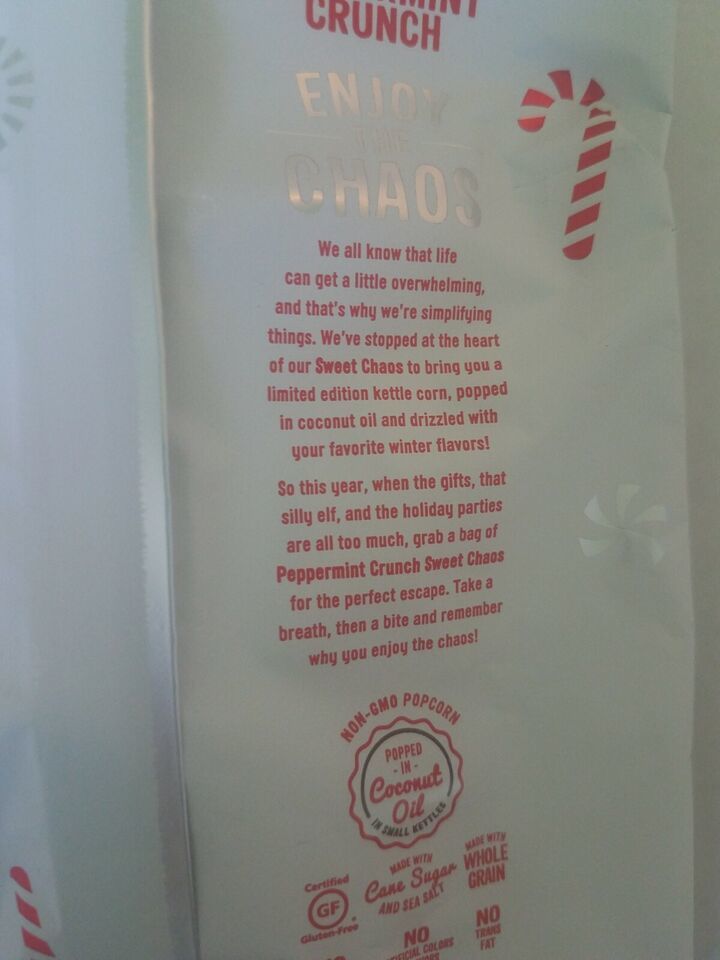 CRUNCH
ENJOY
THE
CHAOS
We all know that life
can get a little overwhelming,
and that's why we're simplifying
things. We've stopped at the heart
of our Sweet Chaos to bring you a
limited edition kettle corn, popped
in coconut oil and drizzled with
your favorite winter flavors!
So this year, when the gifts, that
silly elf, and the holiday parties
are all too much, grab a bag of
Peppermint Crunch Sweet Chaos
for the perfect escape. Take a
breath, then a bite and remember
why you enjoy the chaos!
NON-GMO POPCORN
POPPED
- IN -
Coconut
Oil
IN SMALL KETTLES
Certified
GF
Gluten-Free
MADE WITH
Cane Sugar
AND SEA SALT
MADE WITH
WHOLE
GRAIN
NO
COLORS
NO
TRANS
FAT